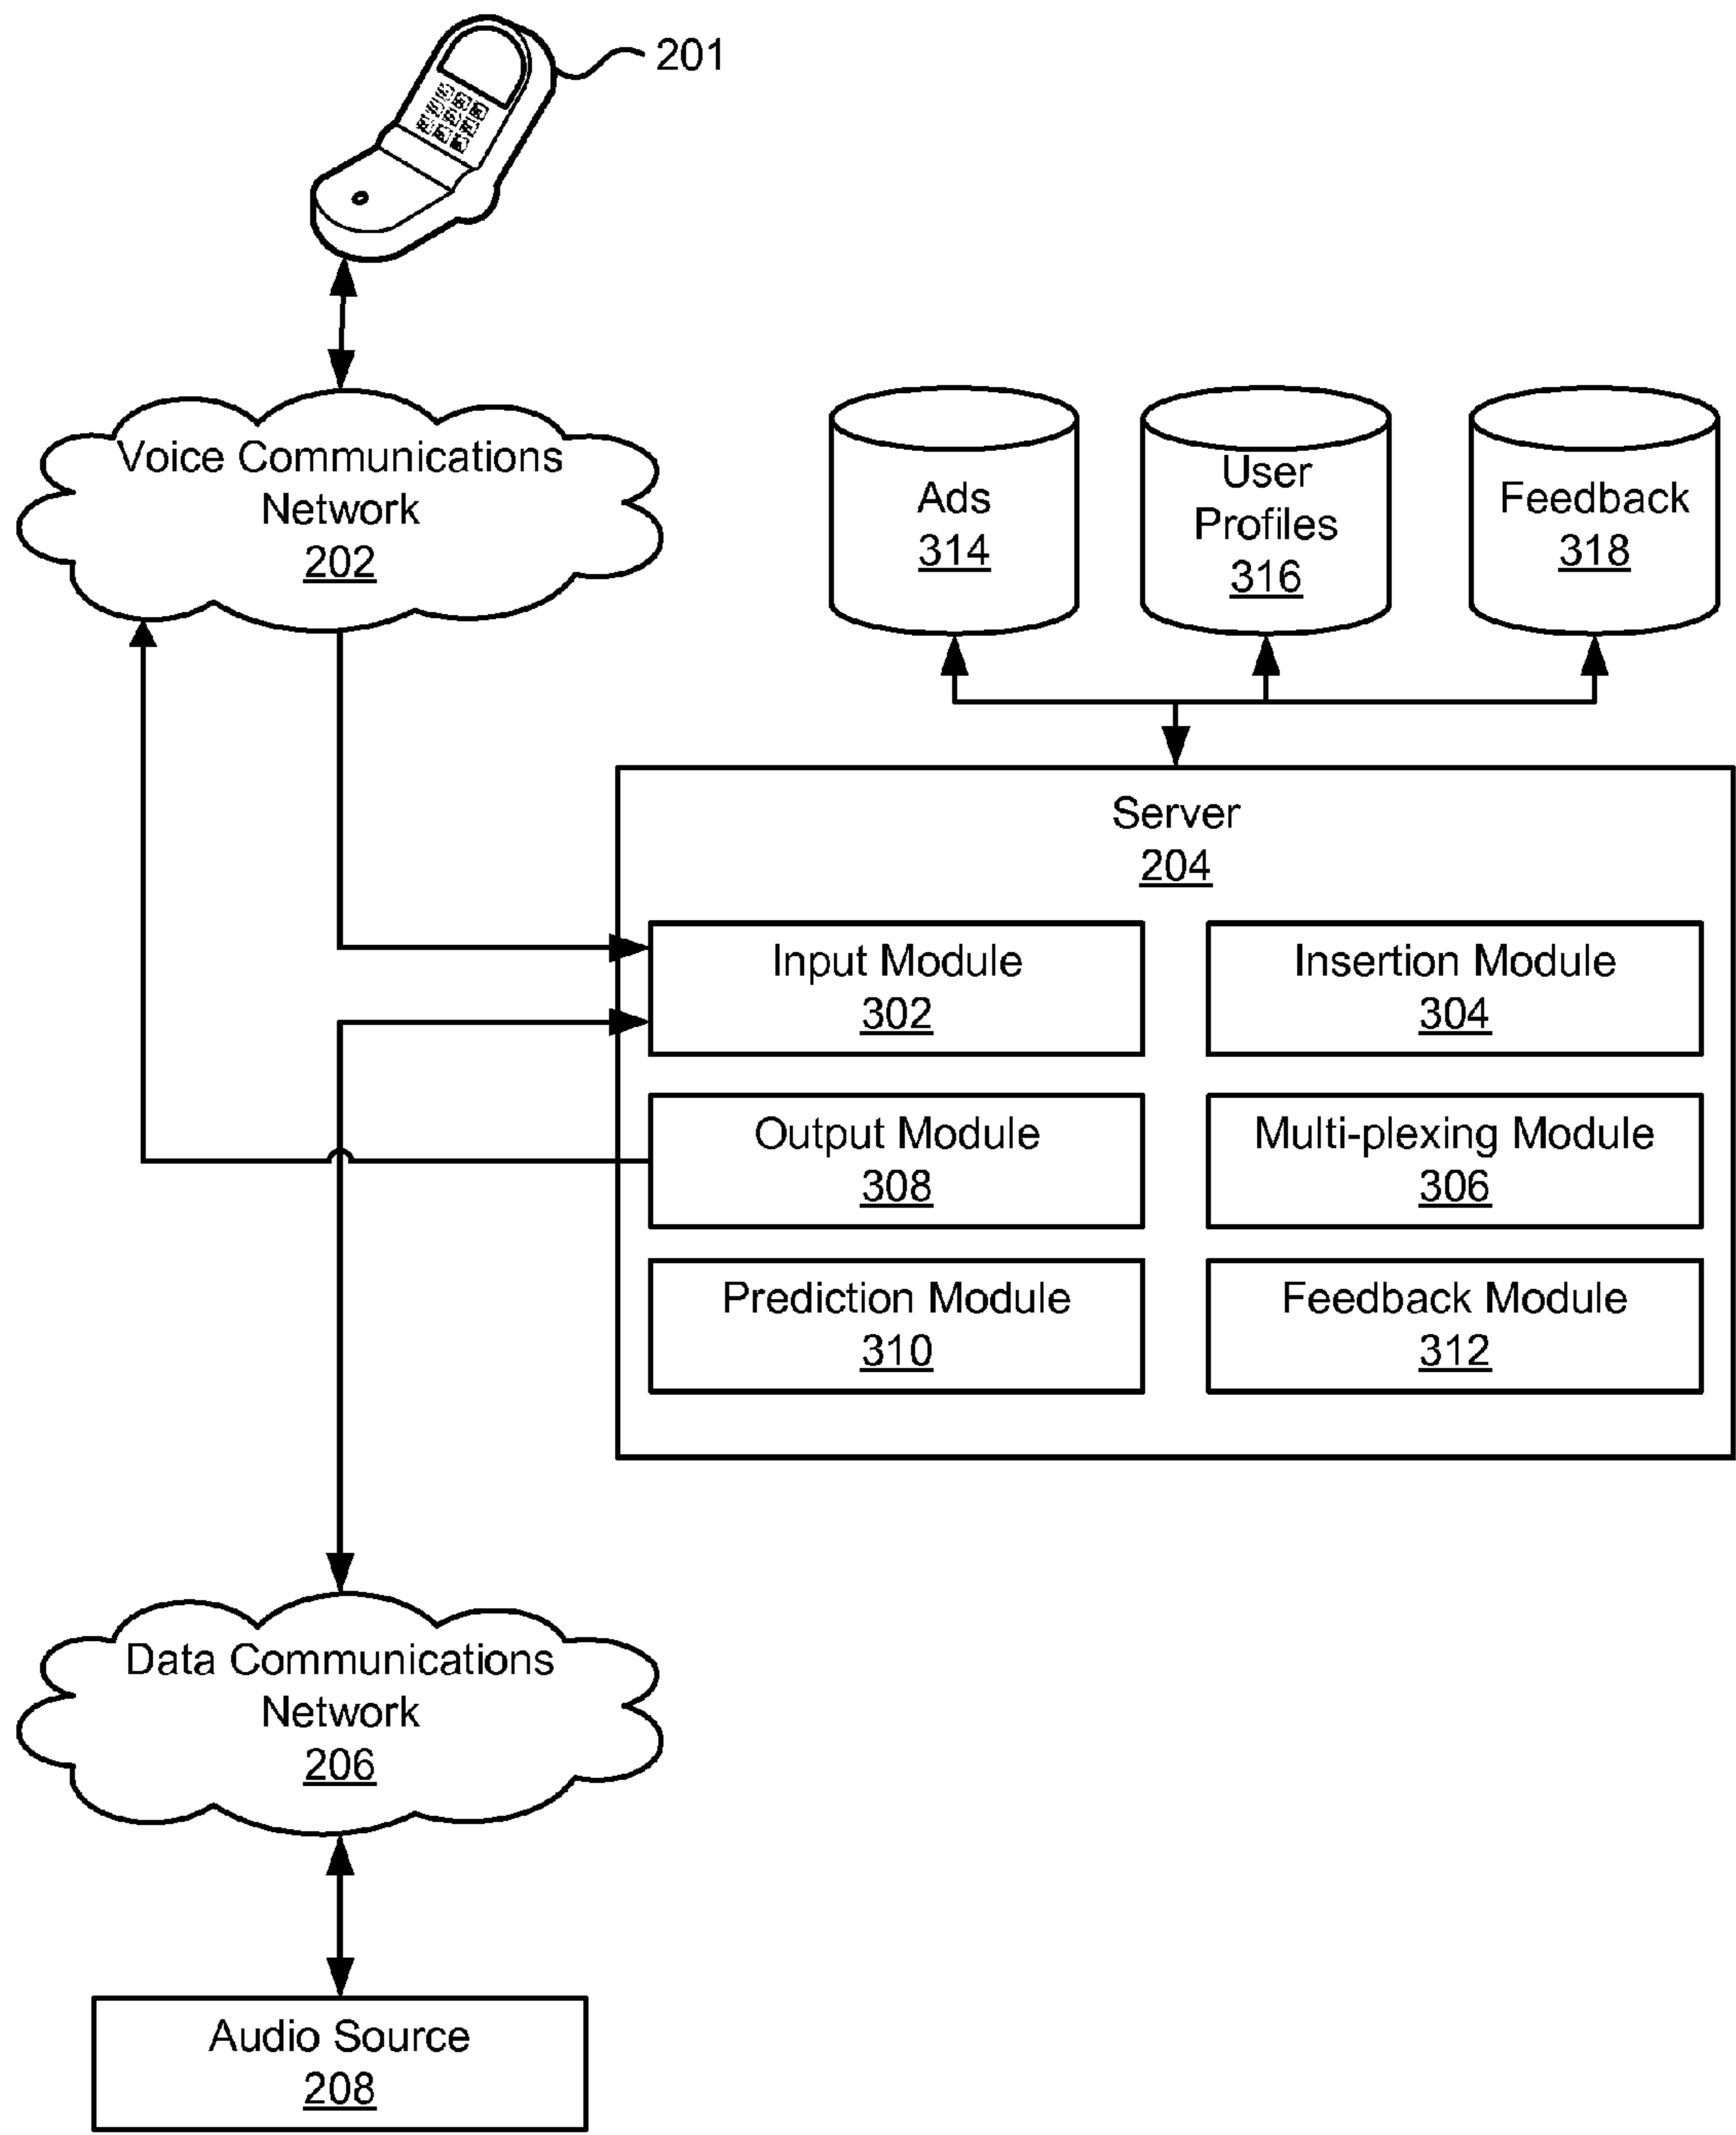 201
Voice Communications
Network
202
Ads
314
User
Profiles
316
Feedback
318
Server
204
Input Module
302
Insertion Module
304
Output Module
308
Multi-plexing Module
306
Prediction Module
310
Feedback Module
312
Data Communications
Network
206
Audio Source
208